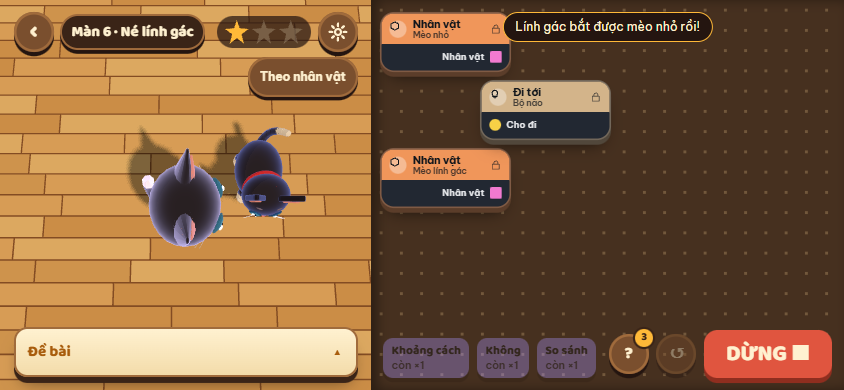 Màn 6 · Né lính gác
Theo nhân vật
Đề bài
Nhân vật
Mèo nhỏ
Nhân vật
Lính gác bắt được mèo nhỏ rồi!
Đi tới
Bộ não
Cho đi
Nhân vật
Mèo lính gác
Nhân vật
Khoảng cách
còn ×1
Không
còn ×1
So sánh
còn ×1
?
3
DỪNG